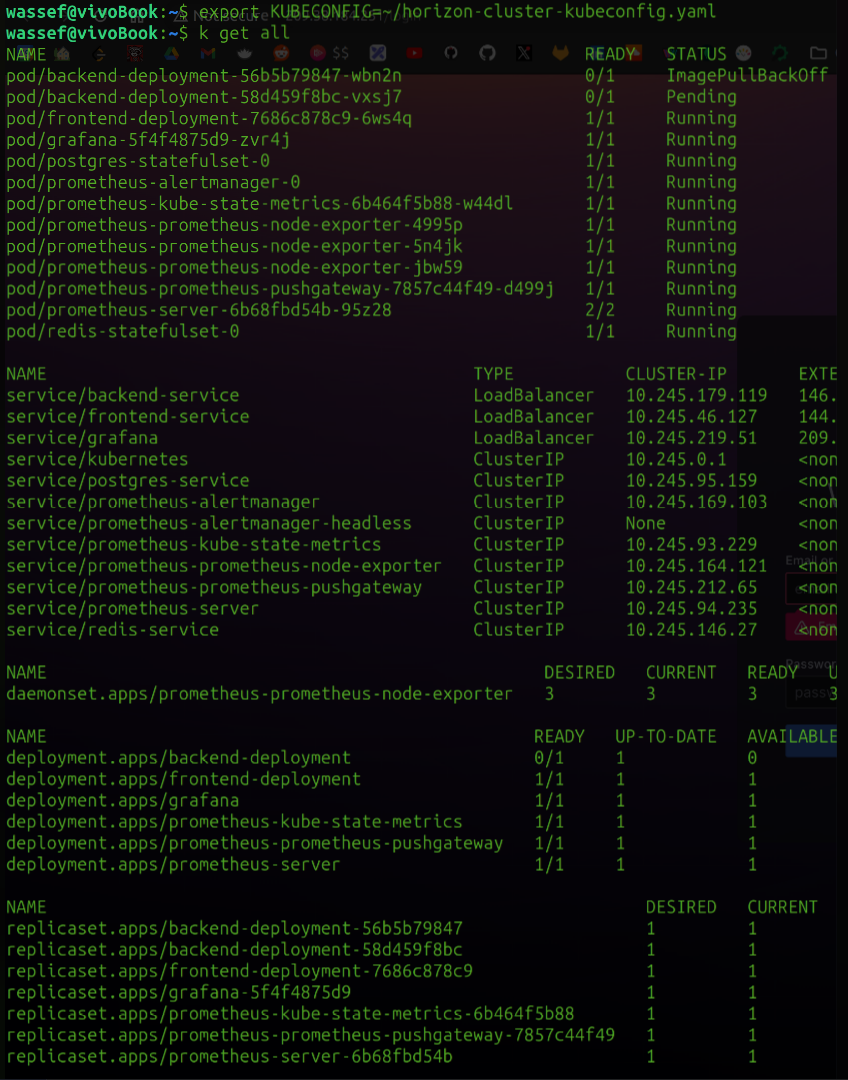 wassef@vivoBook:~$ export KUBECONFIG=~/horizon-cluster-kubeconfig.yaml
wassef@vivoBook:~$ k get all
NAME READY STATUS
pod/backend-deployment-56b5b79847-wbn2n 0/1 ImagePullBackOff
pod/backend-deployment-58d459f8bc-vxsj7 0/1 Pending
pod/frontend-deployment-7686c878c9-6ws4q 1/1 Running
pod/grafana-5f4f4875d9-zvr4j 1/1 Running
pod/postgres-statefulset-0 1/1 Running
pod/prometheus-alertmanager-0 1/1 Running
pod/prometheus-kube-state-metrics-6b464f5b88-w44dl 1/1 Running
pod/prometheus-prometheus-node-exporter-4995p 1/1 Running
pod/prometheus-prometheus-node-exporter-5n4jk 1/1 Running
pod/prometheus-prometheus-node-exporter-jbw59 1/1 Running
pod/prometheus-prometheus-pushgateway-7857c44f49-d499j 1/1 Running
pod/prometheus-server-6b68fbd54b-95z28 2/2 Running
pod/redis-statefulset-0 1/1 Running
NAME TYPE CLUSTER-IP EXTE
service/backend-service LoadBalancer 10.245.179.119 146.
service/frontend-service LoadBalancer 10.245.46.127 144.
service/grafana LoadBalancer 10.245.219.51 209.
service/kubernetes ClusterIP 10.245.0.1 <non
service/postgres-service ClusterIP 10.245.95.159 <non
service/prometheus-alertmanager ClusterIP 10.245.169.103 <non
service/prometheus-alertmanager-headless ClusterIP None <non
service/prometheus-kube-state-metrics ClusterIP 10.245.93.229 <non
service/prometheus-prometheus-node-exporter ClusterIP 10.245.164.121 <non
service/prometheus-prometheus-pushgateway ClusterIP 10.245.212.65 <non
service/prometheus-server ClusterIP 10.245.94.235 <non
service/redis-service ClusterIP 10.245.146.27 <non
NAME DESIRED CURRENT READY U
daemonset.apps/prometheus-prometheus-node-exporter 3 3 3 3
NAME READY UP-TO-DATE AVAILABLE
deployment.apps/backend-deployment 0/1 1 0
deployment.apps/frontend-deployment 1/1 1 1
deployment.apps/grafana 1/1 1 1
deployment.apps/prometheus-kube-state-metrics 1/1 1 1
deployment.apps/prometheus-prometheus-pushgateway 1/1 1 1
deployment.apps/prometheus-server 1/1 1 1
NAME DESIRED CURRENT
replicaset.apps/backend-deployment-56b5b79847 1 1
replicaset.apps/backend-deployment-58d459f8bc 1 1
replicaset.apps/frontend-deployment-7686c878c9 1 1
replicaset.apps/grafana-5f4f4875d9 1 1
replicaset.apps/prometheus-kube-state-metrics-6b464f5b88 1 1
replicaset.apps/prometheus-prometheus-pushgateway-7857c44f49 1 1
replicaset.apps/prometheus-server-6b68fbd54b 1 1